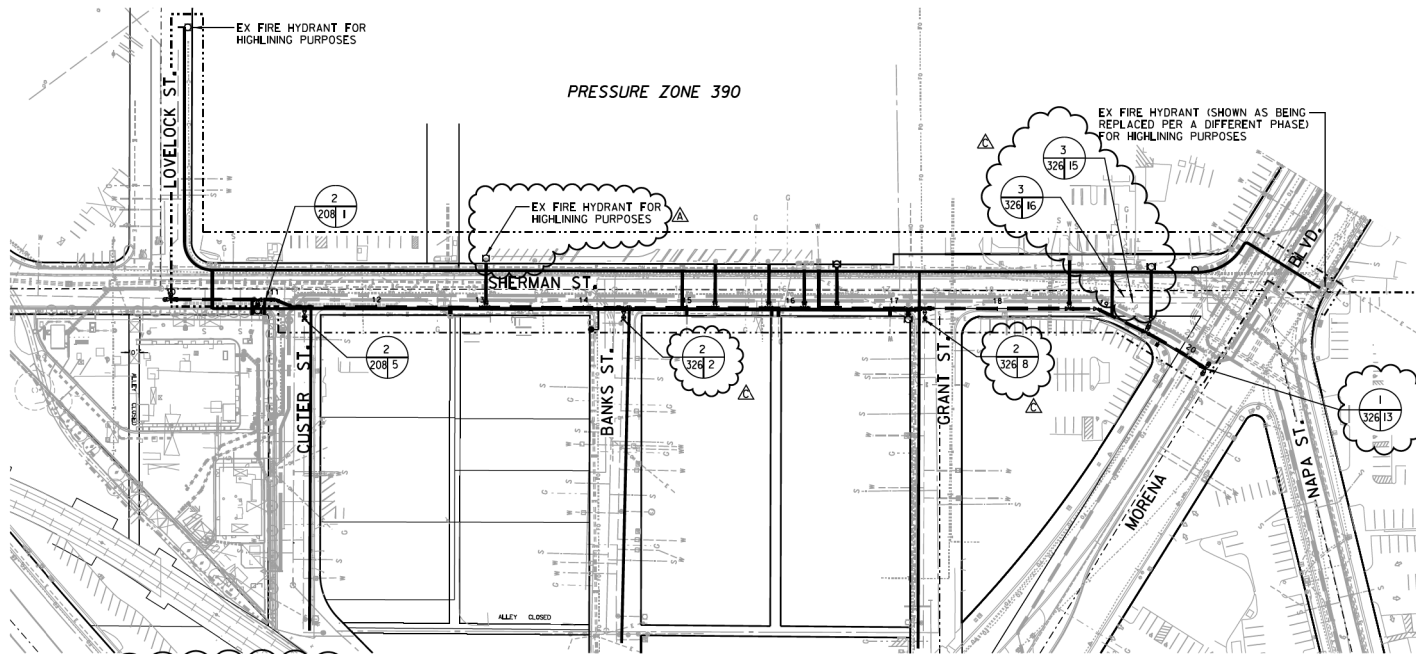 EX FIRE HYDRANT FOR
HIGHLINING PURPOSES
PRESSURE ZONE 390
LOVELOCK ST.
EX FIRE HYDRANT (SHOWN AS BEING
REPLACED PER A DIFFERENT PHASE)
FOR HIGHLINING PURPOSES
C
3
326 15
3
326 16
2
208 1
EX FIRE HYDRANT FOR
HIGHLINING PURPOSES
A
BLVD.
SHERMAN ST.
12
13
14
15
16
17
18
19
20
2
208 5
2
326 2
C
2
326 8
C
1
326 13
CUSTER ST.
BANKS ST.
GRANT ST.
MORENA
NAPA ST.
ALLEY CLOSED
ALLEY CLOSED